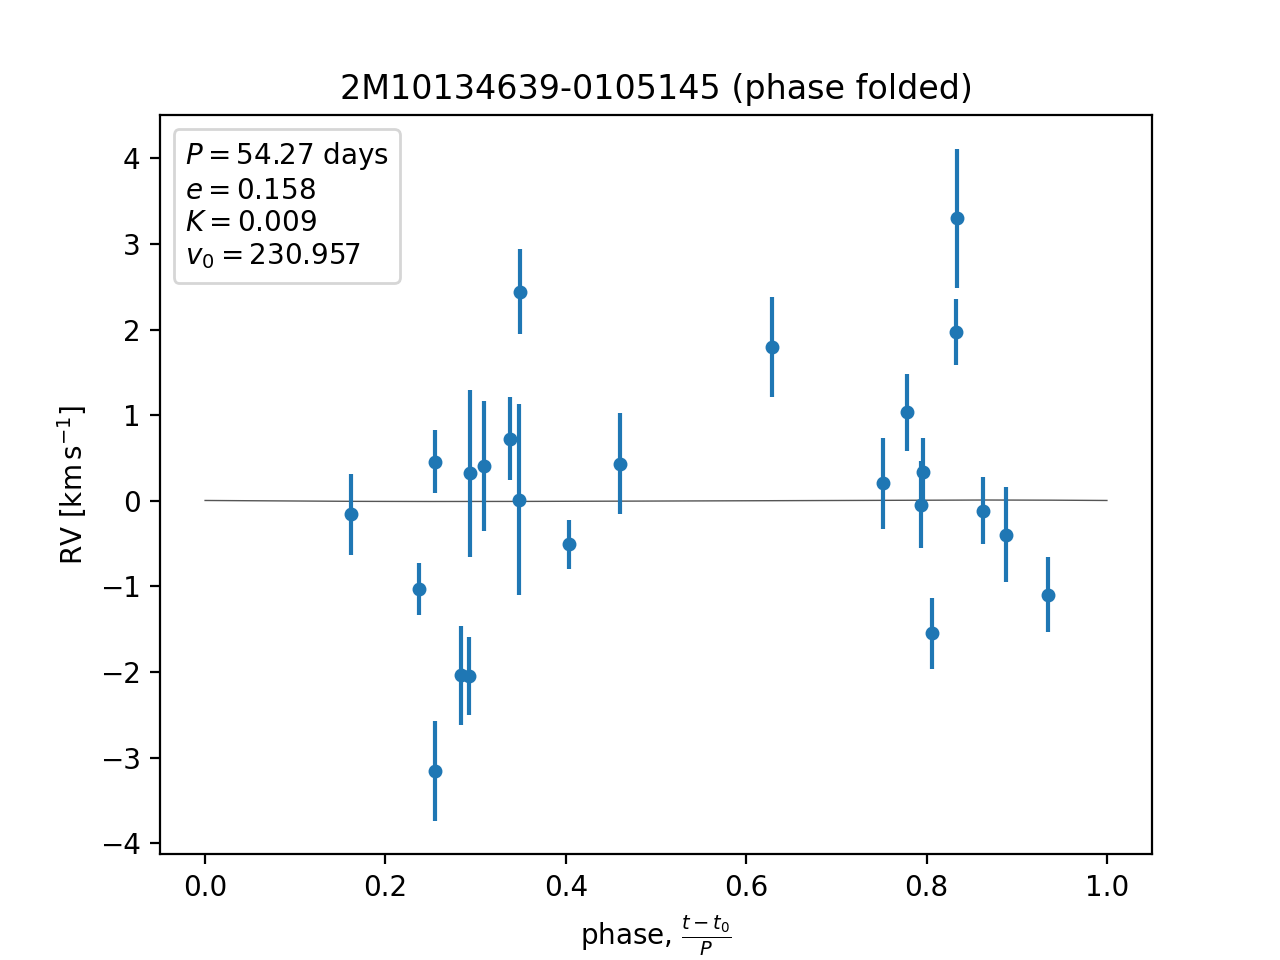 2M10134639-0105145 (phase folded)
P = 54.27 days
e = 0.158
K = 0.009
v₀ = 230.957
4
3
2
1
0
−1
−2
−3
−4
RV [km s⁻¹]
0.0 0.2 0.4 0.6 0.8 1.0
phase, (t − t₀)/P